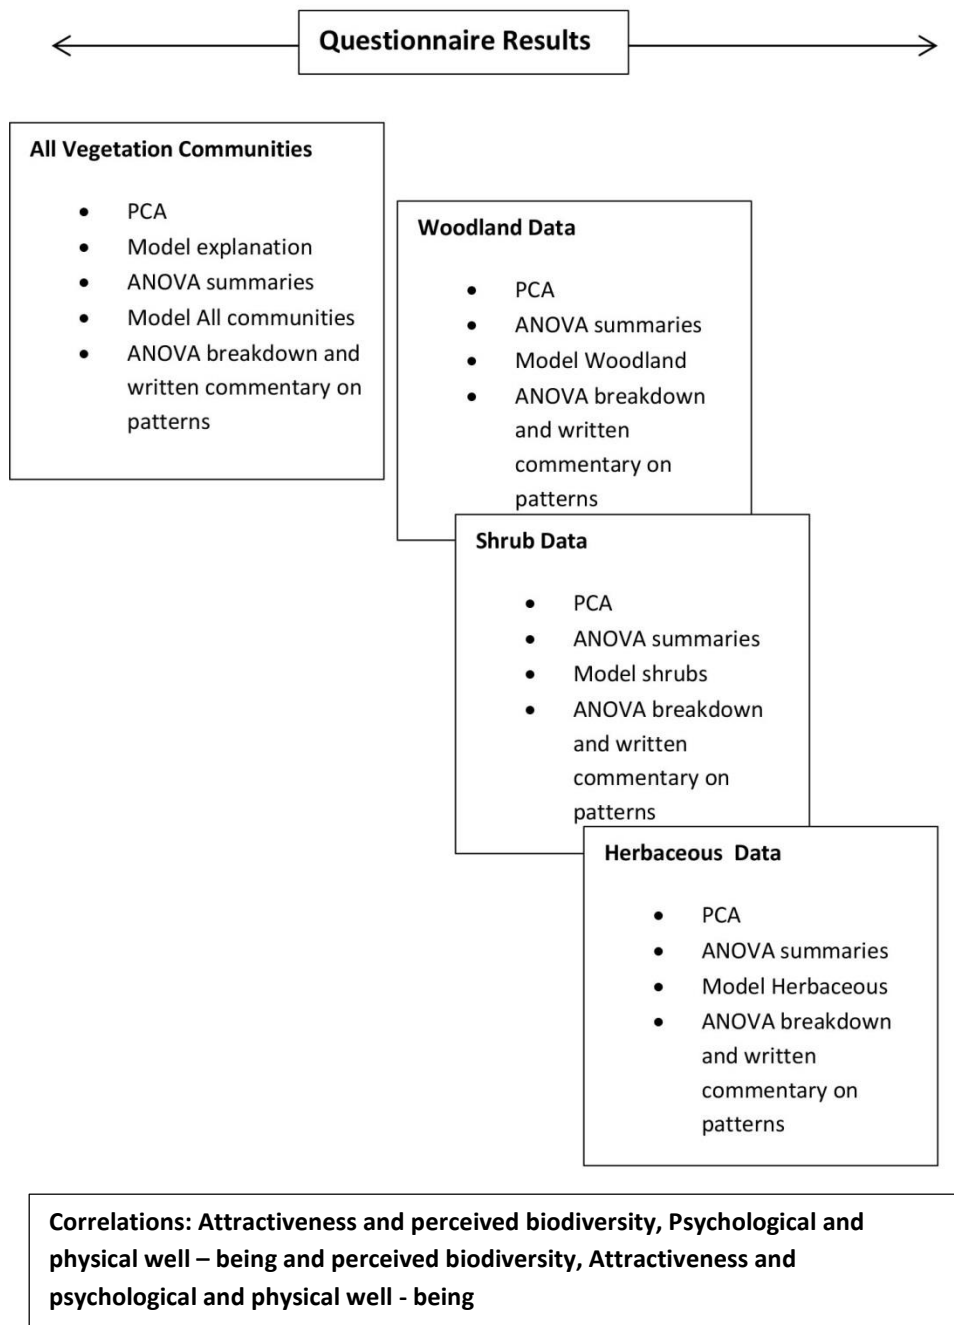 Questionnaire Results
All Vegetation Communities
• PCA
• Model explanation
• ANOVA summaries
• Model All communities
• ANOVA breakdown and
written commentary on
patterns
Woodland Data
• PCA
• ANOVA summaries
• Model Woodland
• ANOVA breakdown
and written
commentary on
patterns
Shrub Data
• PCA
• ANOVA summaries
• Model shrubs
• ANOVA breakdown
and written
commentary on
patterns
Herbaceous Data
• PCA
• ANOVA summaries
• Model Herbaceous
• ANOVA breakdown
and written
commentary on
patterns
Correlations: Attractiveness and perceived biodiversity, Psychological and
physical well – being and perceived biodiversity, Attractiveness and
psychological and physical well - being